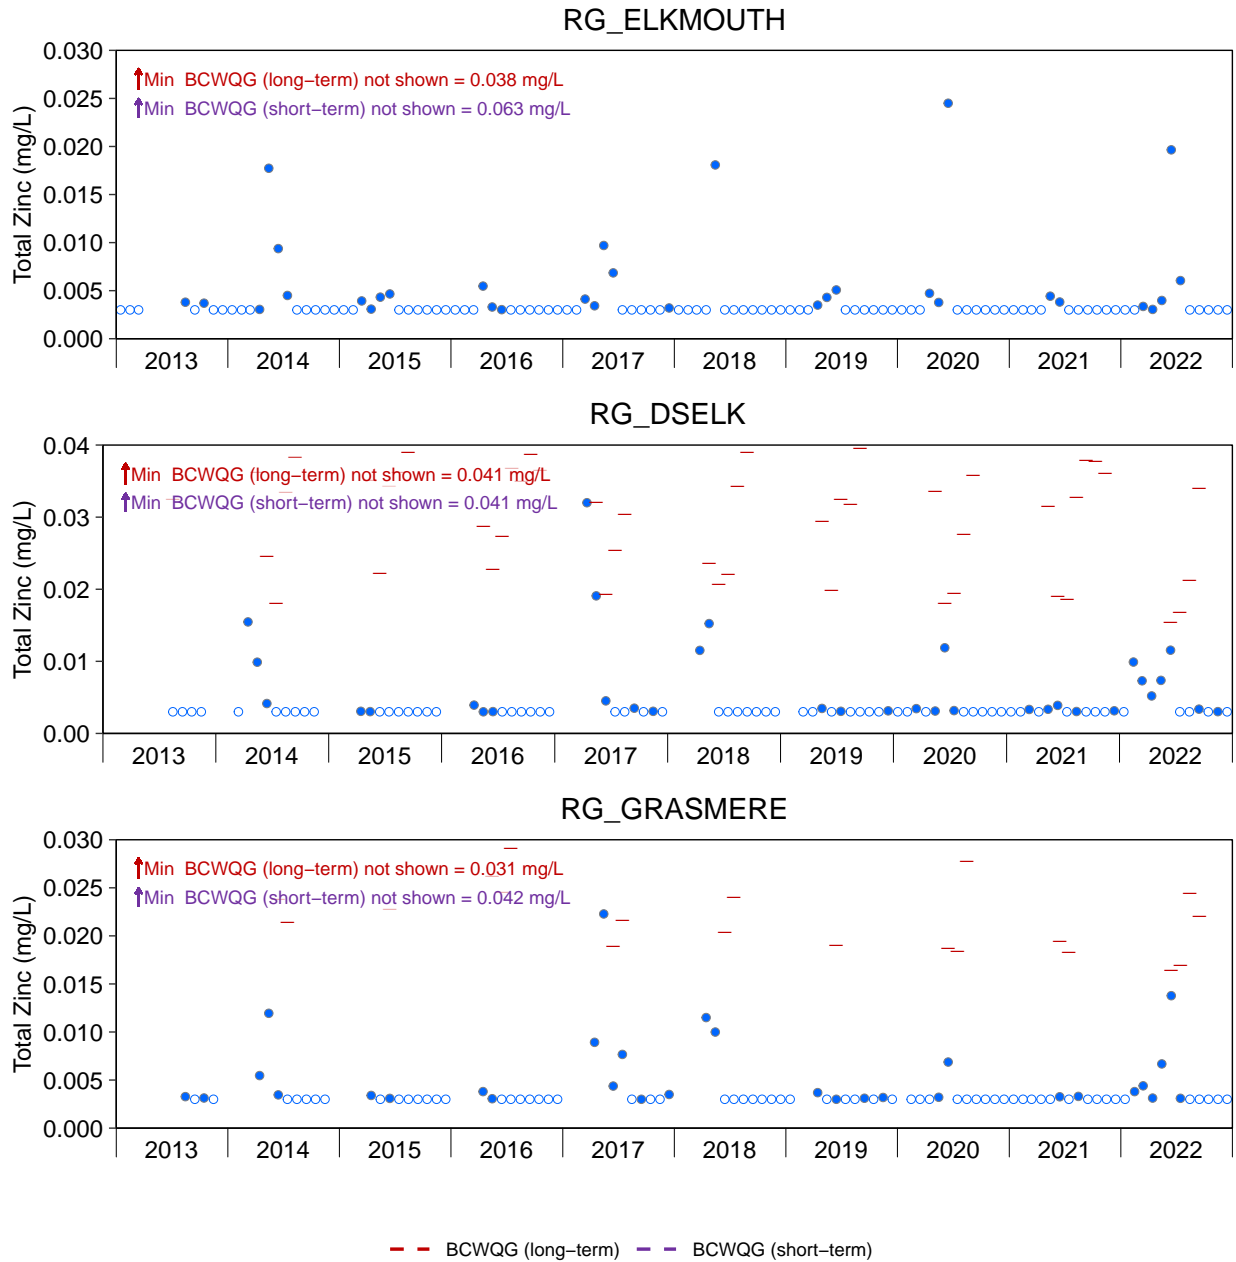 RG_ELKMOUTH
Total Zinc (mg/L)
0.030
0.025
0.020
0.015
0.010
0.005
0.000
Min BCWQG (long−term) not shown = 0.038 mg/L
Min BCWQG (short−term) not shown = 0.063 mg/L
2013 2014 2015 2016 2017 2018 2019 2020 2021 2022
RG_DSELK
Total Zinc (mg/L)
0.04
0.03
0.02
0.01
0.00
Min BCWQG (long−term) not shown = 0.041 mg/L
Min BCWQG (short−term) not shown = 0.041 mg/L
2013 2014 2015 2016 2017 2018 2019 2020 2021 2022
RG_GRASMERE
Total Zinc (mg/L)
0.030
0.025
0.020
0.015
0.010
0.005
0.000
Min BCWQG (long−term) not shown = 0.031 mg/L
Min BCWQG (short−term) not shown = 0.042 mg/L
2013 2014 2015 2016 2017 2018 2019 2020 2021 2022
BCWQG (long−term) BCWQG (short−term)